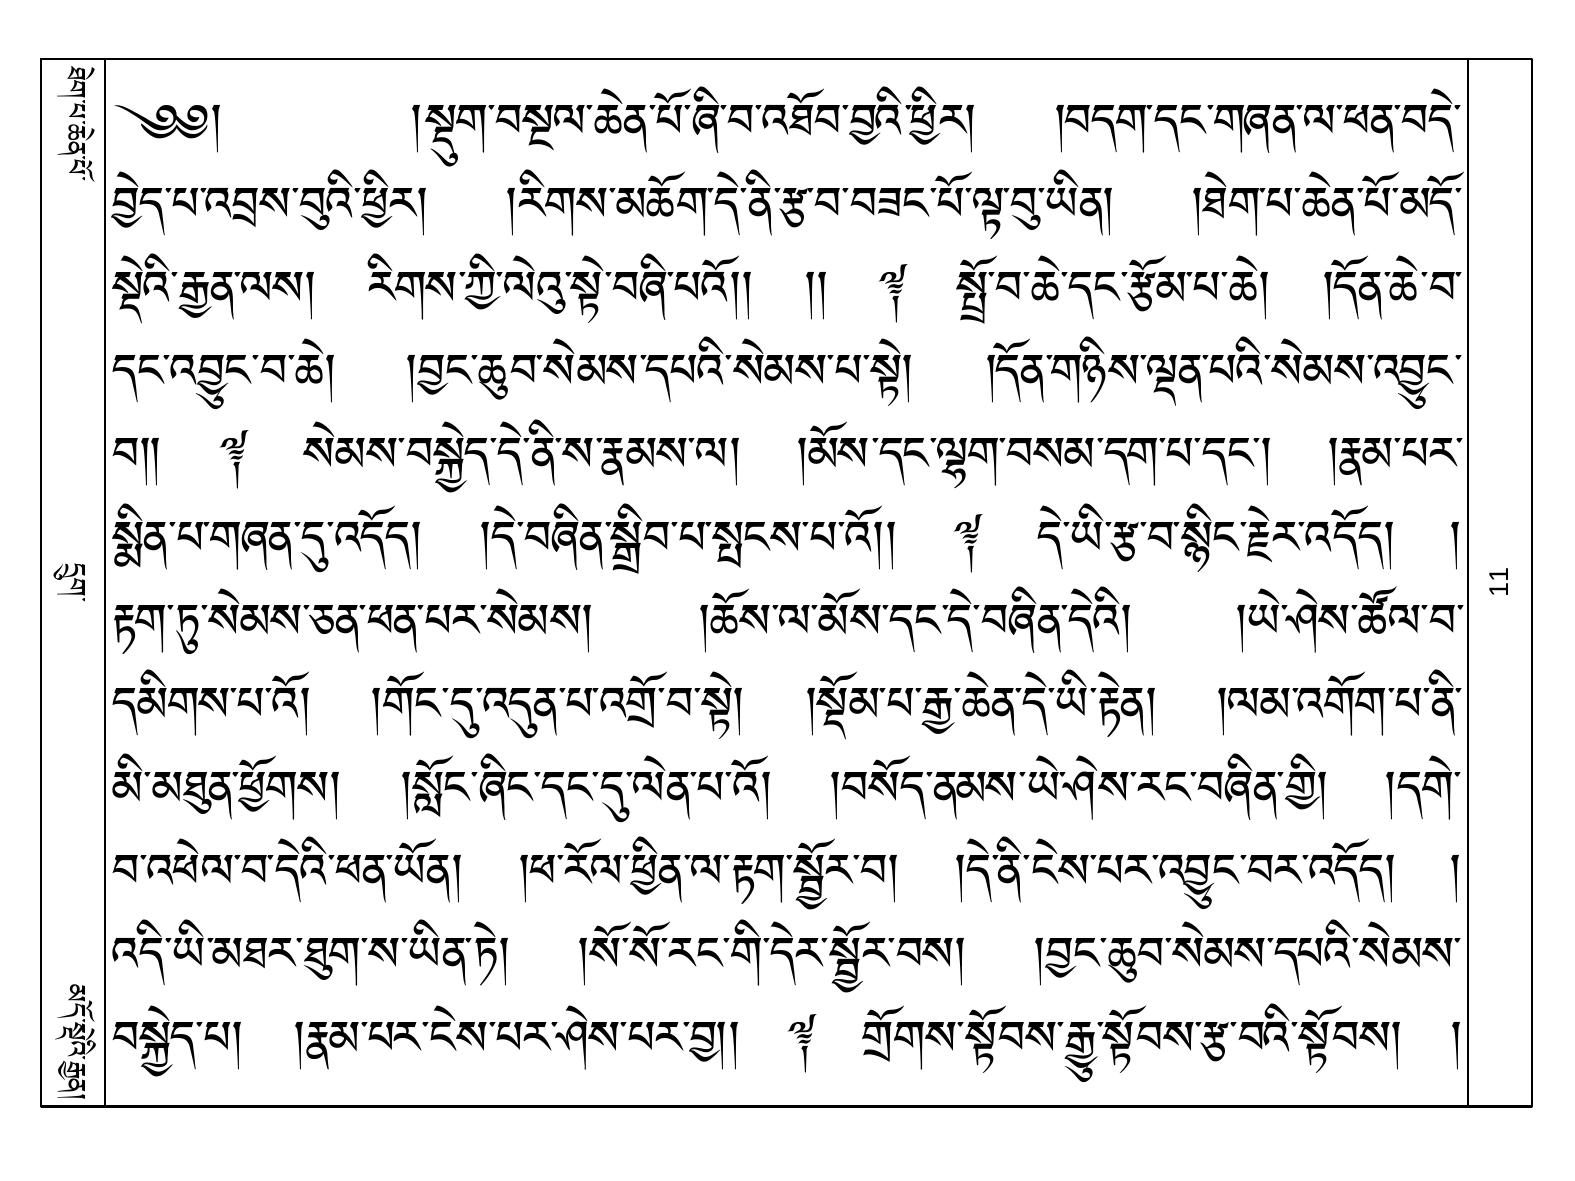 ཐེག་པ་ཆེན་པོ་
༄༅། །སྡུག་བསྔལ་ཆེན་པོ་ཞི་བ་འཐོབ་བྱའི་ཕྱིར། །བདག་དང་གཞན་ལ་ཕན་བདེ་
བྱེད་པ་འབྲས་བུའི་ཕྱིར། །རིགས་མཆོག་དེ་ནི་རྩ་བ་བཟང་པོ་ལྟ་བུ་ཡིན། །ཐེག་པ་ཆེན་པོ་མདོ་
སྡེའི་རྒྱན་ལས། རིགས་ཀྱི་ལེའུ་སྟེ་བཞི་པའོ།། །། ༈ སྤྲོ་བ་ཆེ་དང་རྩོམ་པ་ཆེ། །དོན་ཆེ་བ་
དང་འབྱུང་བ་ཆེ། །བྱང་ཆུབ་སེམས་དཔའི་སེམས་པ་སྟེ། །དོན་གཉིས་ལྡན་པའི་སེམས་འབྱུང་
བ།། ༈ སེམས་བསྐྱེད་དེ་ནི་ས་རྣམས་ལ། །མོས་དང་ལྷག་བསམ་དག་པ་དང་། །རྣམ་པར་
སྨིན་པ་གཞན་དུ་འདོད། །དེ་བཞིན་སྒྲིབ་པ་སྤངས་པ་འོ།། ༈ དེ་ཡི་རྩ་བ་སྙིང་རྗེར་འདོད། །
རྟག་ཏུ་སེམས་ཅན་ཕན་པར་སེམས། །ཆོས་ལ་མོས་དང་དེ་བཞིན་དེའི། །ཡེ་ཤེས་ཚོལ་བ་
དམིགས་པ་འོ། །གོང་དུ་འདུན་པ་འགྲོ་བ་སྟེ། །སྡོམ་པ་རྒྱ་ཆེན་དེ་ཡི་རྟེན། །ལམ་འགོག་པ་ནི་
མི་མཐུན་ཕྱོགས། །སློང་ཞིང་དང་དུ་ལེན་པ་འོ། །བསོད་ནམས་ཡེ་ཤེས་རང་བཞིན་གྱི། །དགེ་
བ་འཕེལ་བ་དེའི་ཕན་ཡོན། །ཕ་རོལ་ཕྱིན་ལ་རྟག་སྦྱོར་བ། །དེ་ནི་ངེས་པར་འབྱུང་བར་འདོད། །
འདི་ཡི་མཐར་ཐུག་ས་ཡིན་ཏེ། །སོ་སོ་རང་གི་དེར་སྦྱོར་བས། །བྱང་ཆུབ་སེམས་དཔའི་སེམས་
བསྐྱེད་པ། །རྣམ་པར་ངེས་པར་ཤེས་པར་བྱ།། ༈ གྲོགས་སྟོབས་རྒྱུ་སྟོབས་རྩ་བའི་སྟོབས། །
དྲུག་
མདོ་སྡེའི་རྒྱན།
11